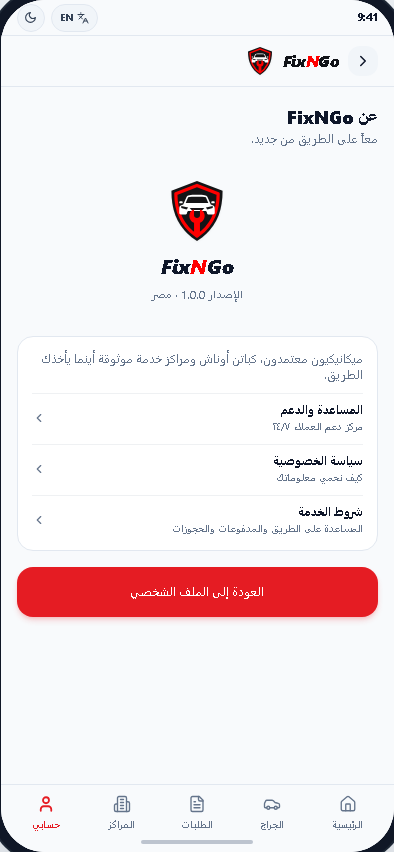 9:41
EN
FixNGo
عن FixNGo
معاً على الطريق من جديد.
FixNGo
الإصدار 1.0.0 · مصر
ميكانيكيون معتمدون، كباتن أوناش ومراكز خدمة موثوقة أينما يأخذك
الطريق.
المساعدة والدعم
مركز دعم العملاء ٢٤/٧
سياسة الخصوصية
كيف نحمي معلوماتك
شروط الخدمة
المساعدة على الطريق والمدفوعات والحجوزات
العودة إلى الملف الشخصي
الرئيسية
الجراج
الطلبات
المراكز
حسابي